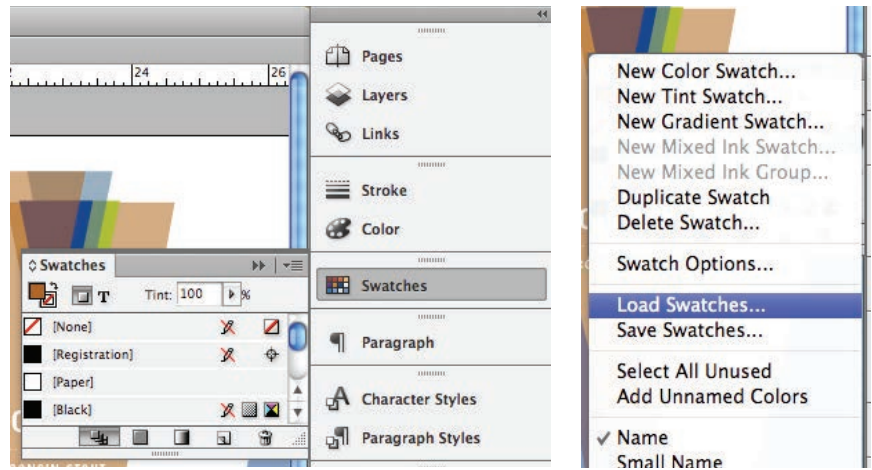 24
26
Pages
Layers
Links
Stroke
Color
Swatches
Paragraph
Character Styles
Paragraph Styles
Swatches
T
Tint: 100 %
[None]
[Registration]
[Paper]
[Black]
New Color Swatch...
New Tint Swatch...
New Gradient Swatch...
New Mixed Ink Swatch...
New Mixed Ink Group...
Duplicate Swatch
Delete Swatch...
Swatch Options...
Load Swatches...
Save Swatches...
Select All Unused
Add Unnamed Colors
✓ Name
Small Name